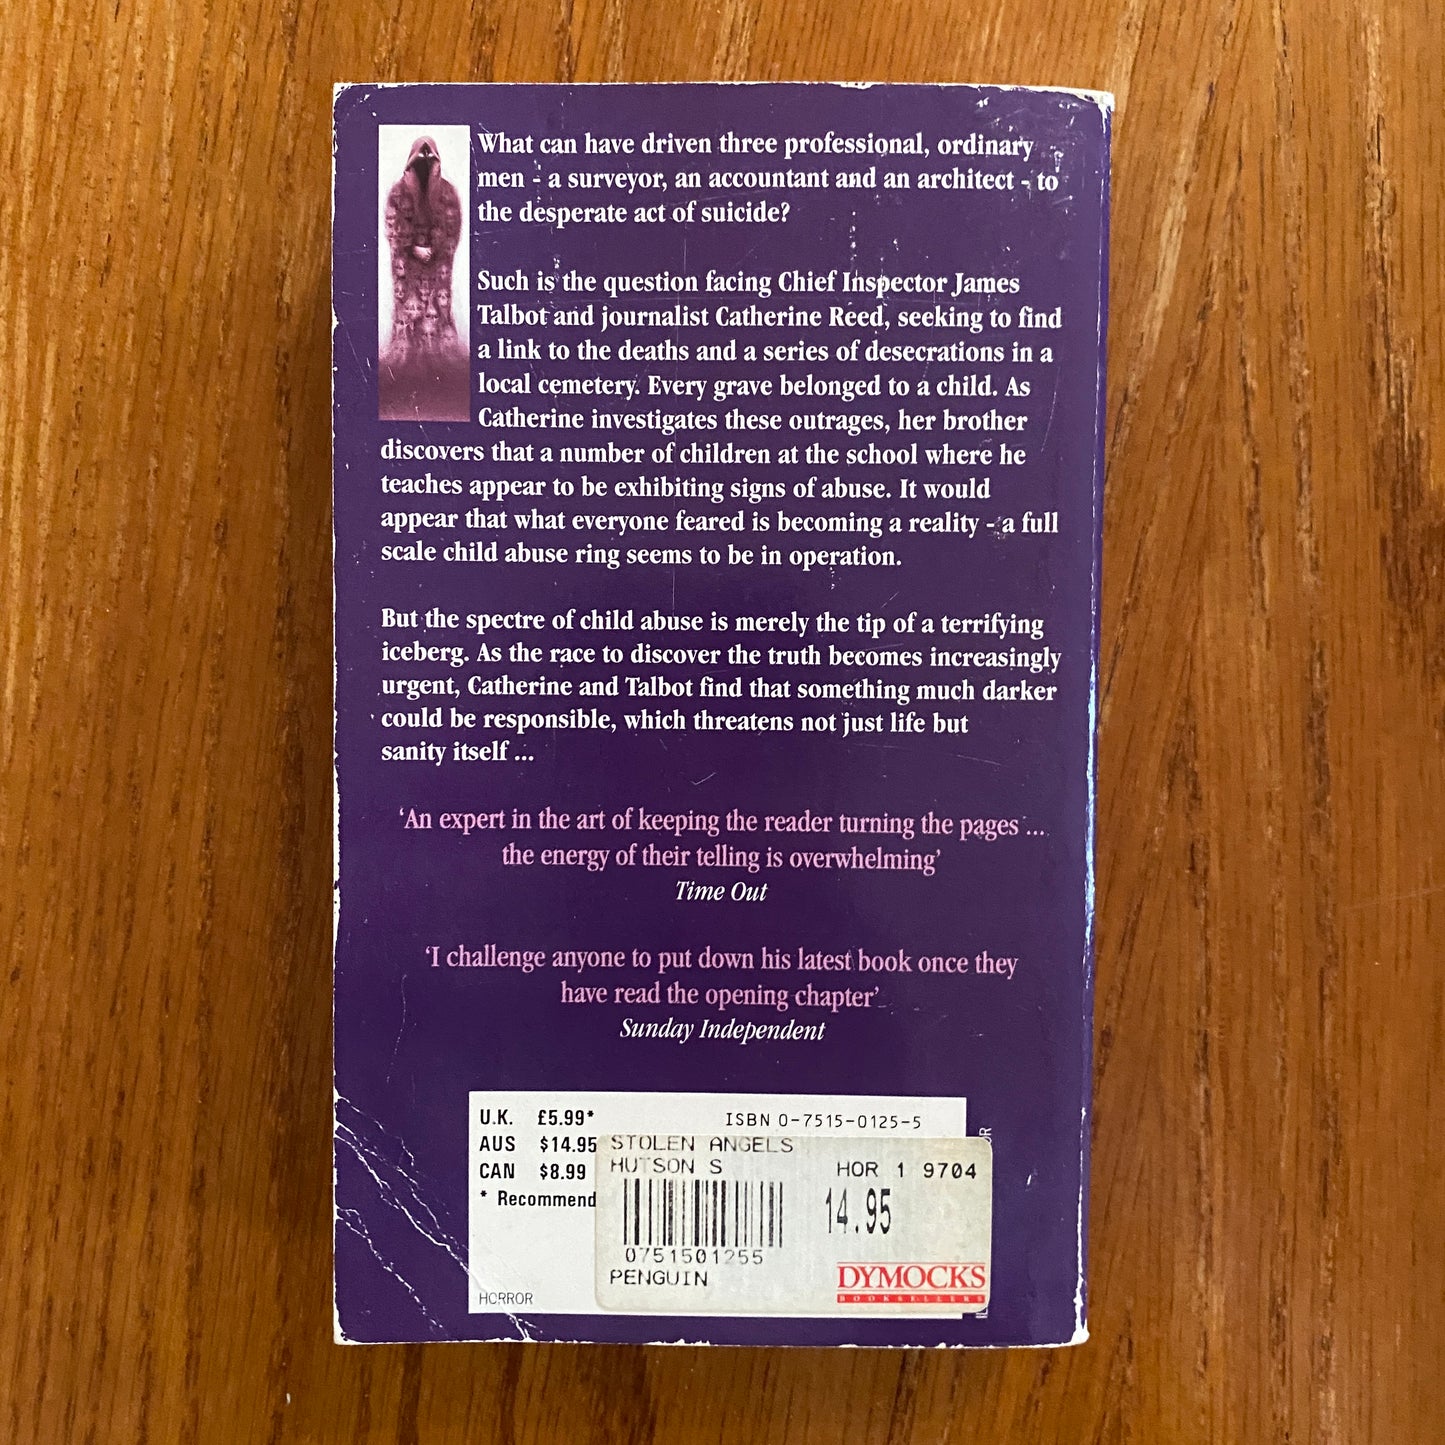 What can have driven three professional, ordinary
men - a surveyor, an accountant and an architect - to
the desperate act of suicide?
Such is the question facing Chief Inspector James
Talbot and journalist Catherine Reed, seeking to find
a link to the deaths and a series of desecrations in a
local cemetery. Every grave belonged to a child. As
Catherine investigates these outrages, her brother
discovers that a number of children at the school where he
teaches appear to be exhibiting signs of abuse. It would
appear that what everyone feared is becoming a reality - a full
scale child abuse ring seems to be in operation.
But the spectre of child abuse is merely the tip of a terrifying
iceberg. As the race to discover the truth becomes increasingly
urgent, Catherine and Talbot find that something much darker
could be responsible, which threatens not just life but
sanity itself ...
‘An expert in the art of keeping the reader turning the pages ...
the energy of their telling is overwhelming’
Time Out
‘I challenge anyone to put down his latest book once they
have read the opening chapter’
Sunday Independent
U.K. £5.99*
ISBN 0-7515-0125-5
AUS $14.95
CAN $8.99
* Recommend
STOLEN ANGELS
HUTSON S
HOR 1 9704
14.95
0751501255
PENGUIN
DYMOCKS
BOOKSELLERS
HORROR